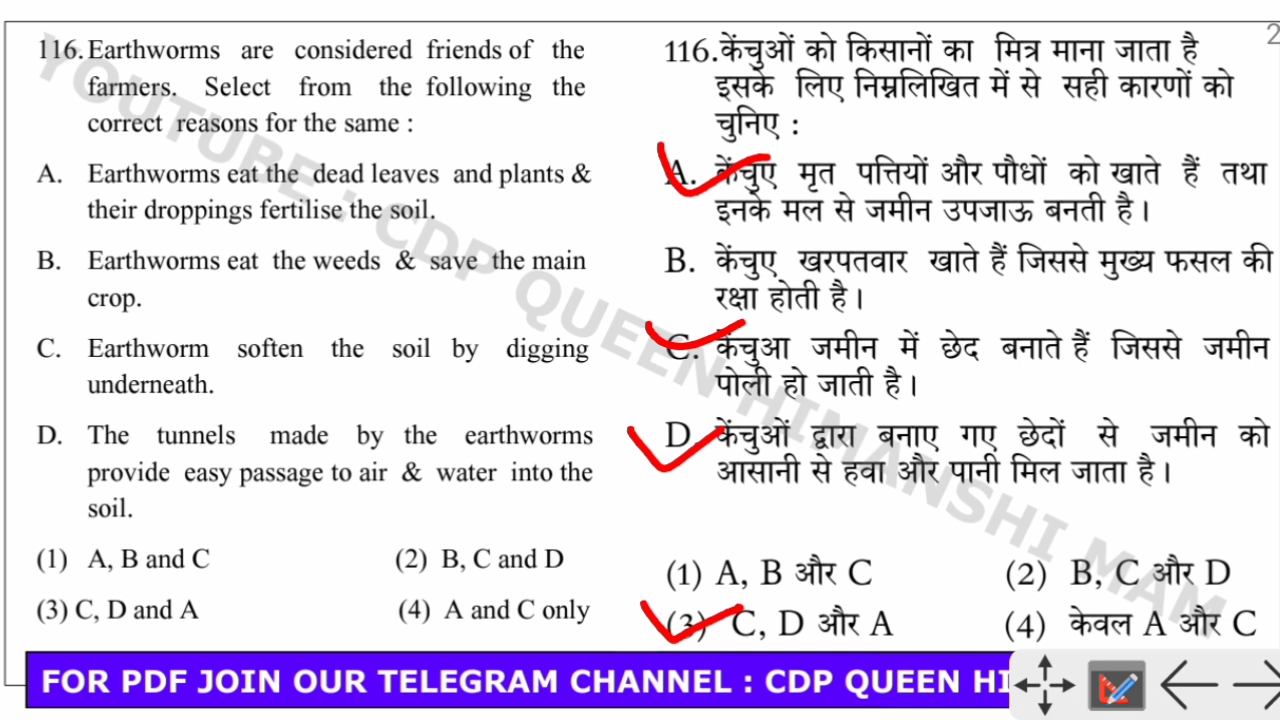 116. Earthworms are considered friends of the
farmers. Select from the following the
correct reasons for the same :
A. Earthworms eat the dead leaves and plants &
their droppings fertilise the soil.
B. Earthworms eat the weeds & save the main
crop.
C. Earthworm soften the soil by digging
underneath.
D. The tunnels made by the earthworms
provide easy passage to air & water into the
soil.
(1) A, B and C (2) B, C and D
(3) C, D and A (4) A and C only
2
116. केंचुओं को किसानों का मित्र माना जाता है
इसके लिए निम्नलिखित में से सही कारणों को
चुनिए :
A. केंचुए मृत पत्तियों और पौधों को खाते हैं तथा
इनके मल से जमीन उपजाऊ बनती है।
B. केंचुए खरपतवार खाते हैं जिससे मुख्य फसल की
रक्षा होती है।
C. केंचुआ जमीन में छेद बनाते हैं जिससे जमीन
पोली हो जाती है।
D. केंचुओं द्वारा बनाए गए छेदों से जमीन को
आसानी से हवा और पानी मिल जाता है।
(1) A, B और C (2) B, C और D
(3) C, D और A (4) केवल A और C
YOUTUBE : CDP QUEEN HIMANSHI MAM
FOR PDF JOIN OUR TELEGRAM CHANNEL : CDP QUEEN HI